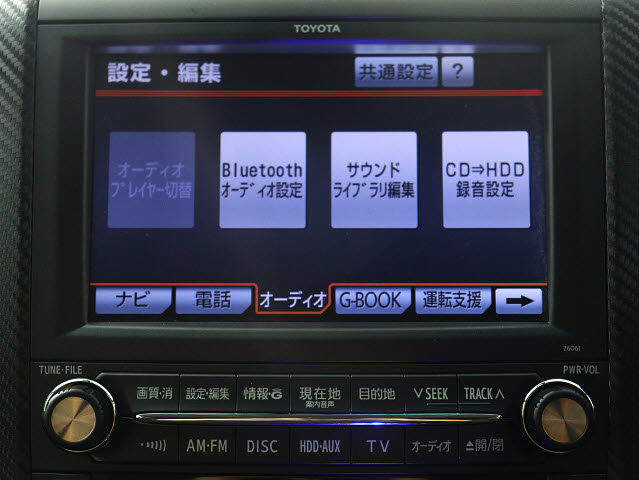 TOYOTA
設定・編集
共通設定 ?
オーディオ
プレイヤー切替
Bluetooth
オーディオ設定
サウンド
ライブラリ編集
CD⇒HDD
録音設定
ナビ 電話 オーディオ G-BOOK 運転支援 →
26061
TUNE・FILE
PWR・VOL
画質・消 設定・編集 情報・G 現在地 目的地 ∨SEEK TRACK∧
案内音声
AM・FM DISC HDD・AUX TV オーディオ ≜開/閉